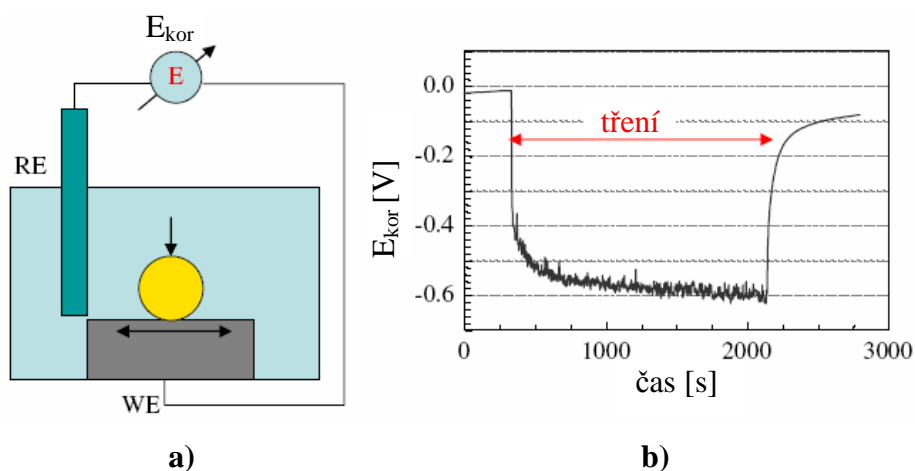 E_kor
E
RE
WE
a)
0.0
-0.2
-0.4
-0.6
E_kor [V]
tření
0
1000
2000
3000
čas [s]
b)